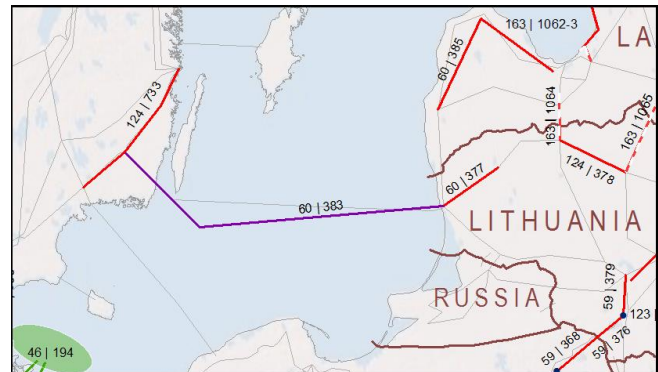 163 | 1062-3
LA
60 | 385
124 | 733
163 | 1064
163 | 1065
124 | 378
60 | 377
60 | 383
LITHUANIA
59 | 379
RUSSIA
123 |
59 | 376
59 | 368
46 | 194